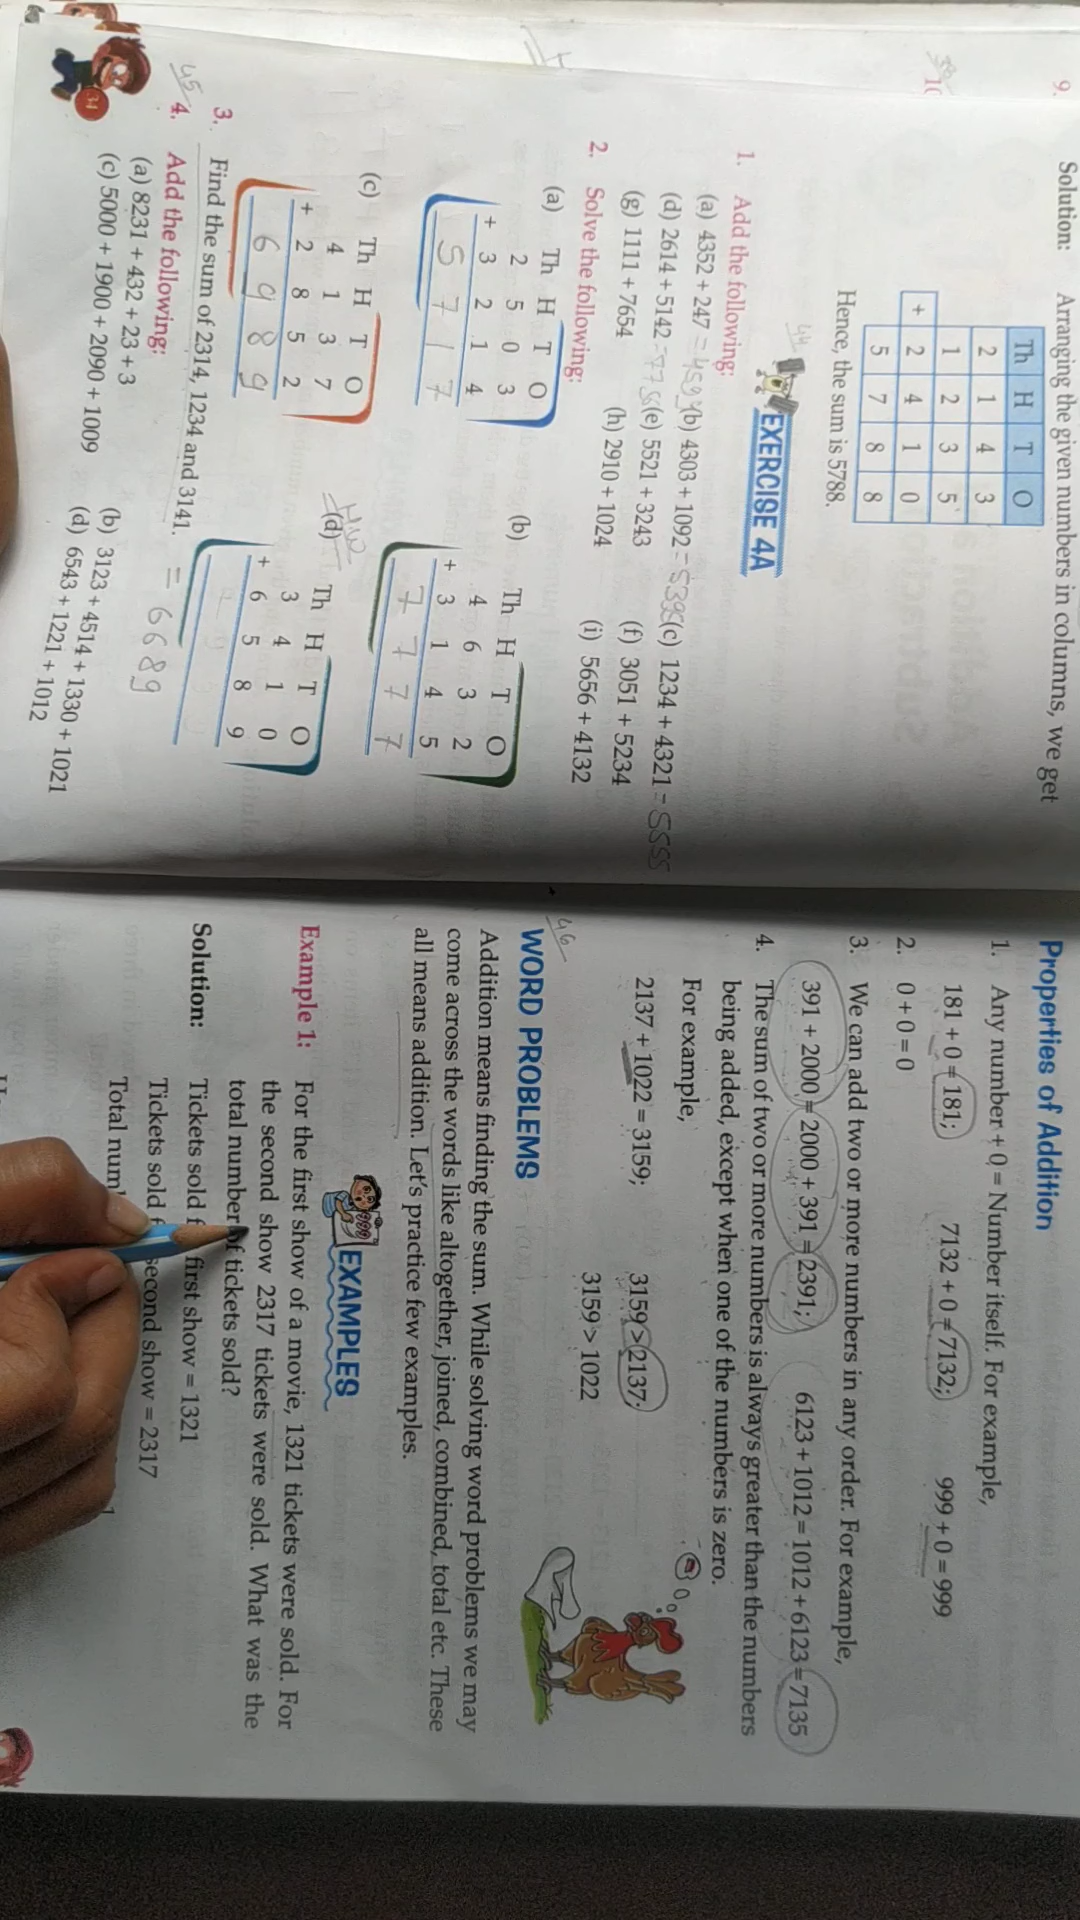 9.
Solution: Arranging the given numbers in columns, we get
Th H T O
2 1 4 3
1 2 3 5
+ 2 4 1 0
5 7 8 8
Hence, the sum is 5788.
44
EXERCISE 4A
1. Add the following:
(a) 4352 + 247 = 4599 (b) 4303 + 1092 = 5395 (c) 1234 + 4321 = 5555
(d) 2614 + 5142 = 7756 (e) 5521 + 3243 (f) 3051 + 5234
(g) 1111 + 7654 (h) 2910 + 1024 (i) 5656 + 4132
2. Solve the following:
(a) Th H T O
2 5 0 3
+ 3 2 1 4
5 7 1 7
(b) Th H T O
4 6 3 2
+ 3 1 4 5
7 7 7 7
(c) Th H T O
4 1 3 7
+ 2 8 5 2
6 9 8 9
H.W
(d) Th H T O
3 4 1 0
+ 6 5 8 9
3. Find the sum of 2314, 1234 and 3141. = 6689
45
4. Add the following:
(a) 8231 + 432 + 23 + 3 (b) 3123 + 4514 + 1330 + 1021
(c) 5000 + 1900 + 2090 + 1009 (d) 6543 + 1221 + 1012
34
Properties of Addition
1. Any number + 0 = Number itself. For example,
181 + 0 = 181; 7132 + 0 = 7132; 999 + 0 = 999
2. 0 + 0 = 0
3. We can add two or more numbers in any order. For example,
391 + 2000 = 2000 + 391 = 2391; 6123 + 1012 = 1012 + 6123 = 7135
4. The sum of two or more numbers is always greater than the numbers
being added, except when one of the numbers is zero.
For example,
2137 + 1022 = 3159; 3159 > 2137;
3159 > 1022
46
WORD PROBLEMS
Addition means finding the sum. While solving word problems we may
come across the words like altogether, joined, combined, total etc. These
all means addition. Let's practice few examples.
EXAMPLES
Example 1: For the first show of a movie, 1321 tickets were sold. For
the second show 2317 tickets were sold. What was the
total number of tickets sold?
Solution: Tickets sold first show = 1321
Tickets sold second show = 2317
Total